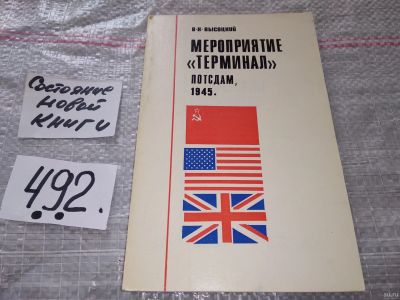 В·Н·ВЫСОЦКИЙ
МЕРОПРИЯТИЕ
«ТЕРМИНАЛ»
ПОТСДАМ,
1945.
Состояние
новой
книги
492.